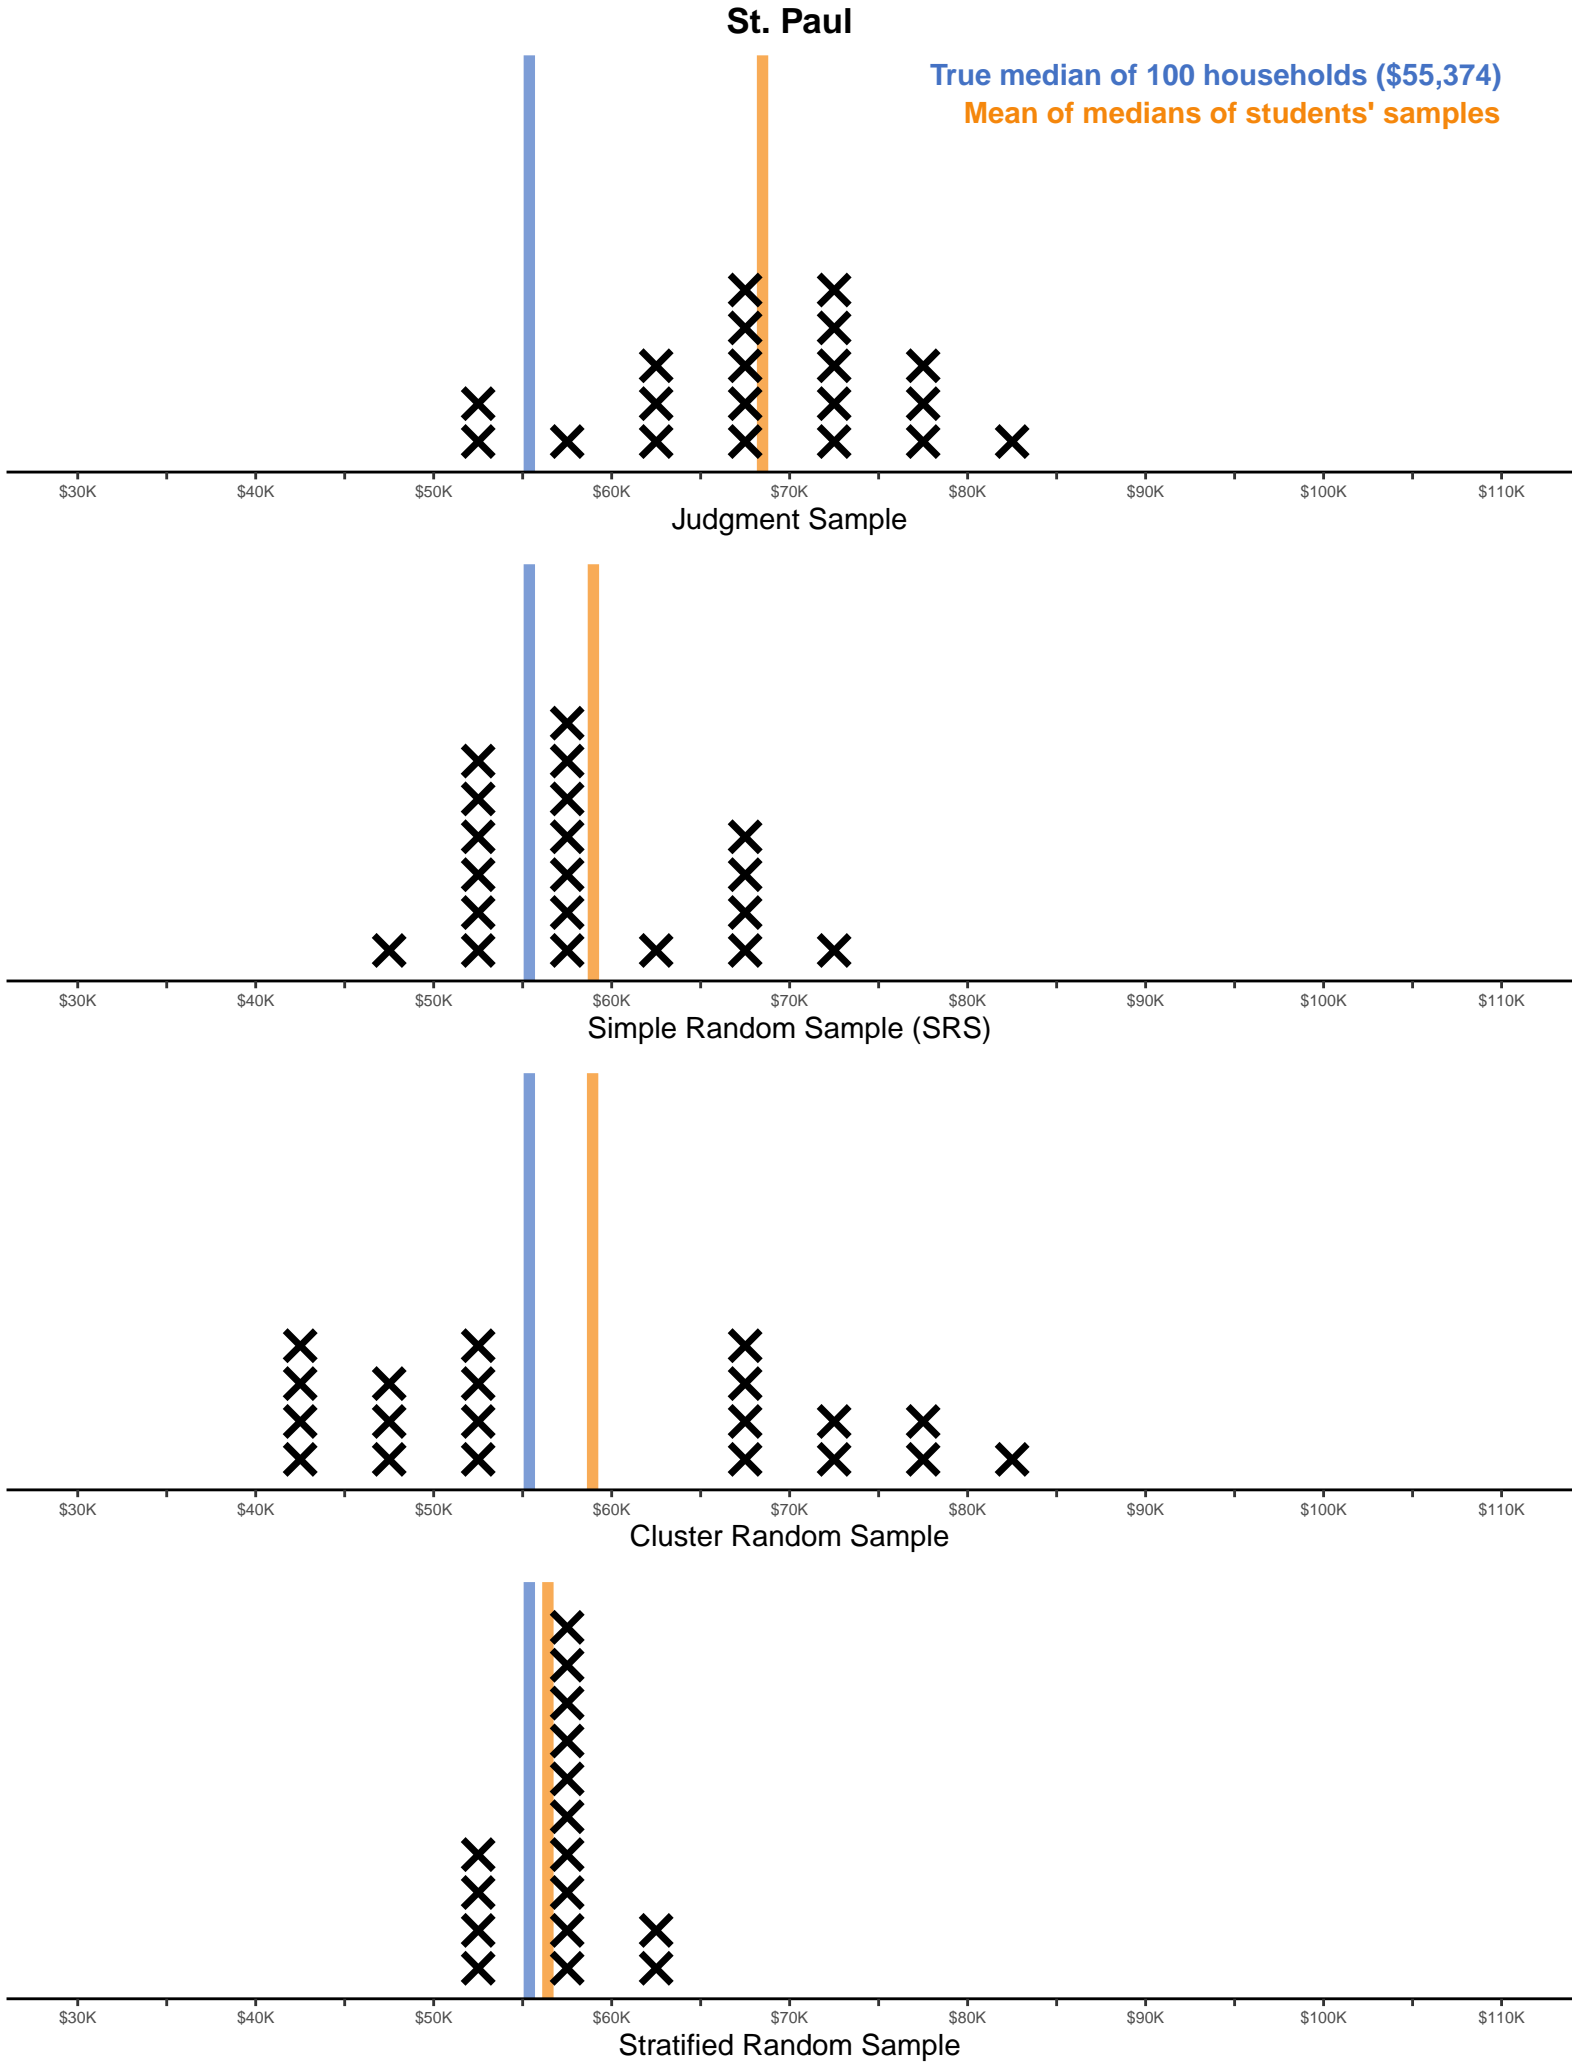 St. Paul
True median of 100 households ($55,374)
Mean of medians of students' samples
$30K $40K $50K $60K $70K $80K $90K $100K $110K
Judgment Sample
$30K $40K $50K $60K $70K $80K $90K $100K $110K
Simple Random Sample (SRS)
$30K $40K $50K $60K $70K $80K $90K $100K $110K
Cluster Random Sample
$30K $40K $50K $60K $70K $80K $90K $100K $110K
Stratified Random Sample